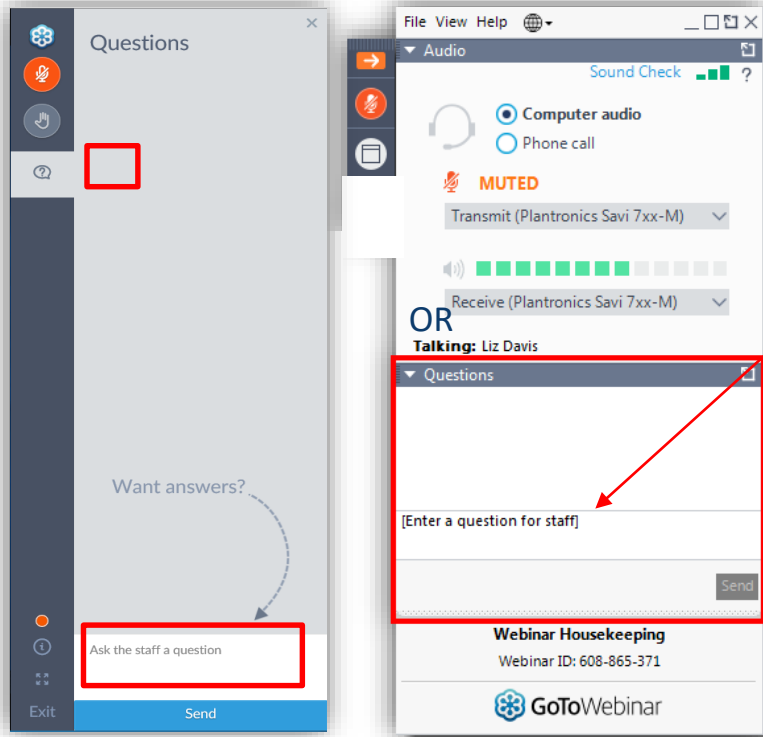 Questions
×
Want answers?
Ask the staff a question
Exit
Send
OR
File View Help
Audio
Sound Check
?
Computer audio
Phone call
MUTED
Transmit (Plantronics Savi 7xx-M)
Receive (Plantronics Savi 7xx-M)
Talking: Liz Davis
Questions
[Enter a question for staff]
Send
Webinar Housekeeping
Webinar ID: 608-865-371
GoToWebinar